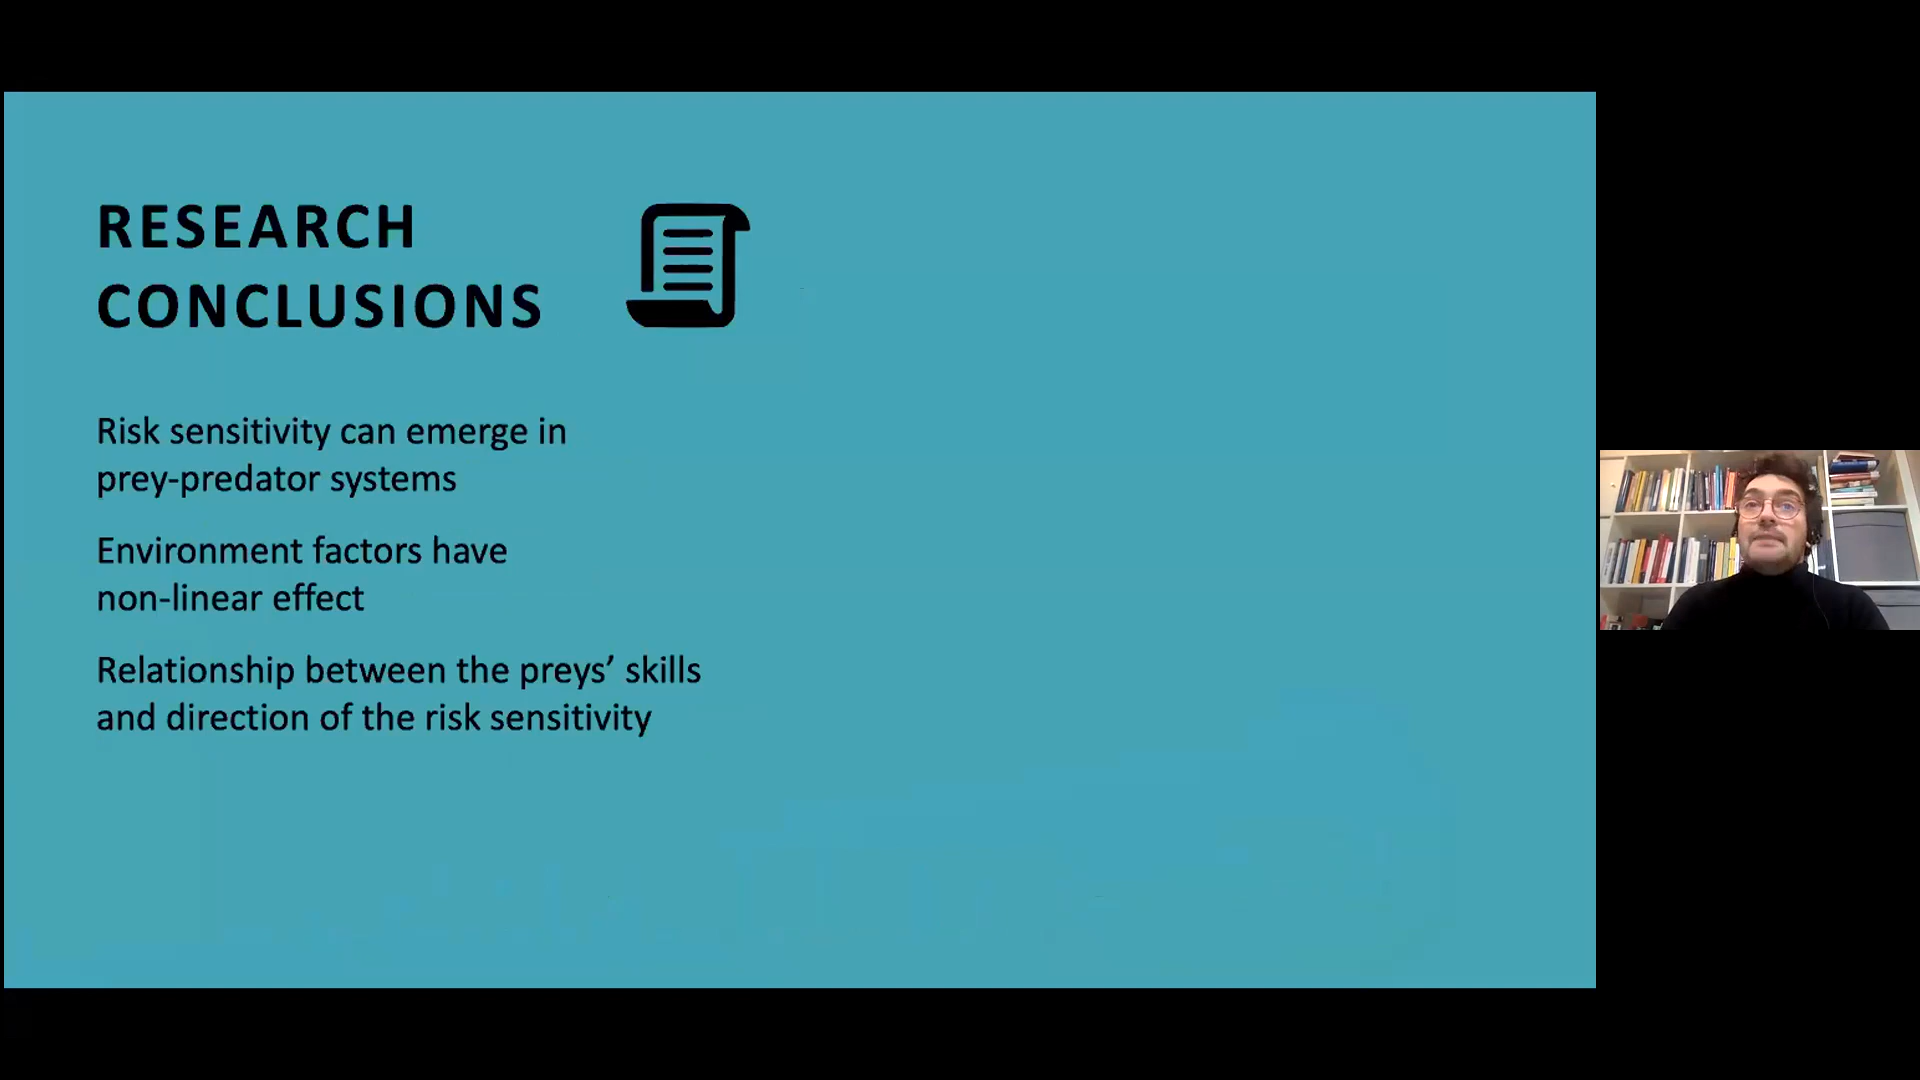 RESEARCH
CONCLUSIONS
Risk sensitivity can emerge in
prey-predator systems
Environment factors have
non-linear effect
Relationship between the preys’ skills
and direction of the risk sensitivity